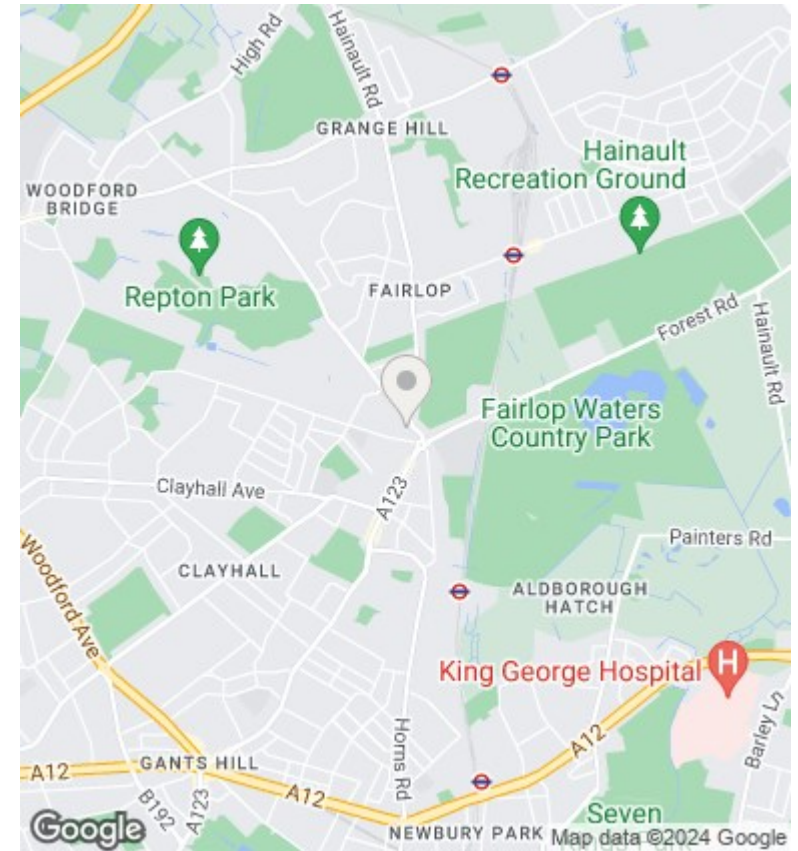 High Rd
Hainault Rd
GRANGE HILL
Hainault
Recreation Ground
WOODFORD
BRIDGE
Repton Park
FAIRLOP
Forest Rd
Hainault Rd
Fairlop Waters
Country Park
Clayhall Ave
A123
Painters Rd
Woodford Ave
CLAYHALL
ALDBOROUGH
HATCH
King George Hospital
H
Barley Ln
Horns Rd
A12
GANTS HILL
A12
A12
B192
A123
Seven
Google
NEWBURY PARK
Map data ©2024 Google